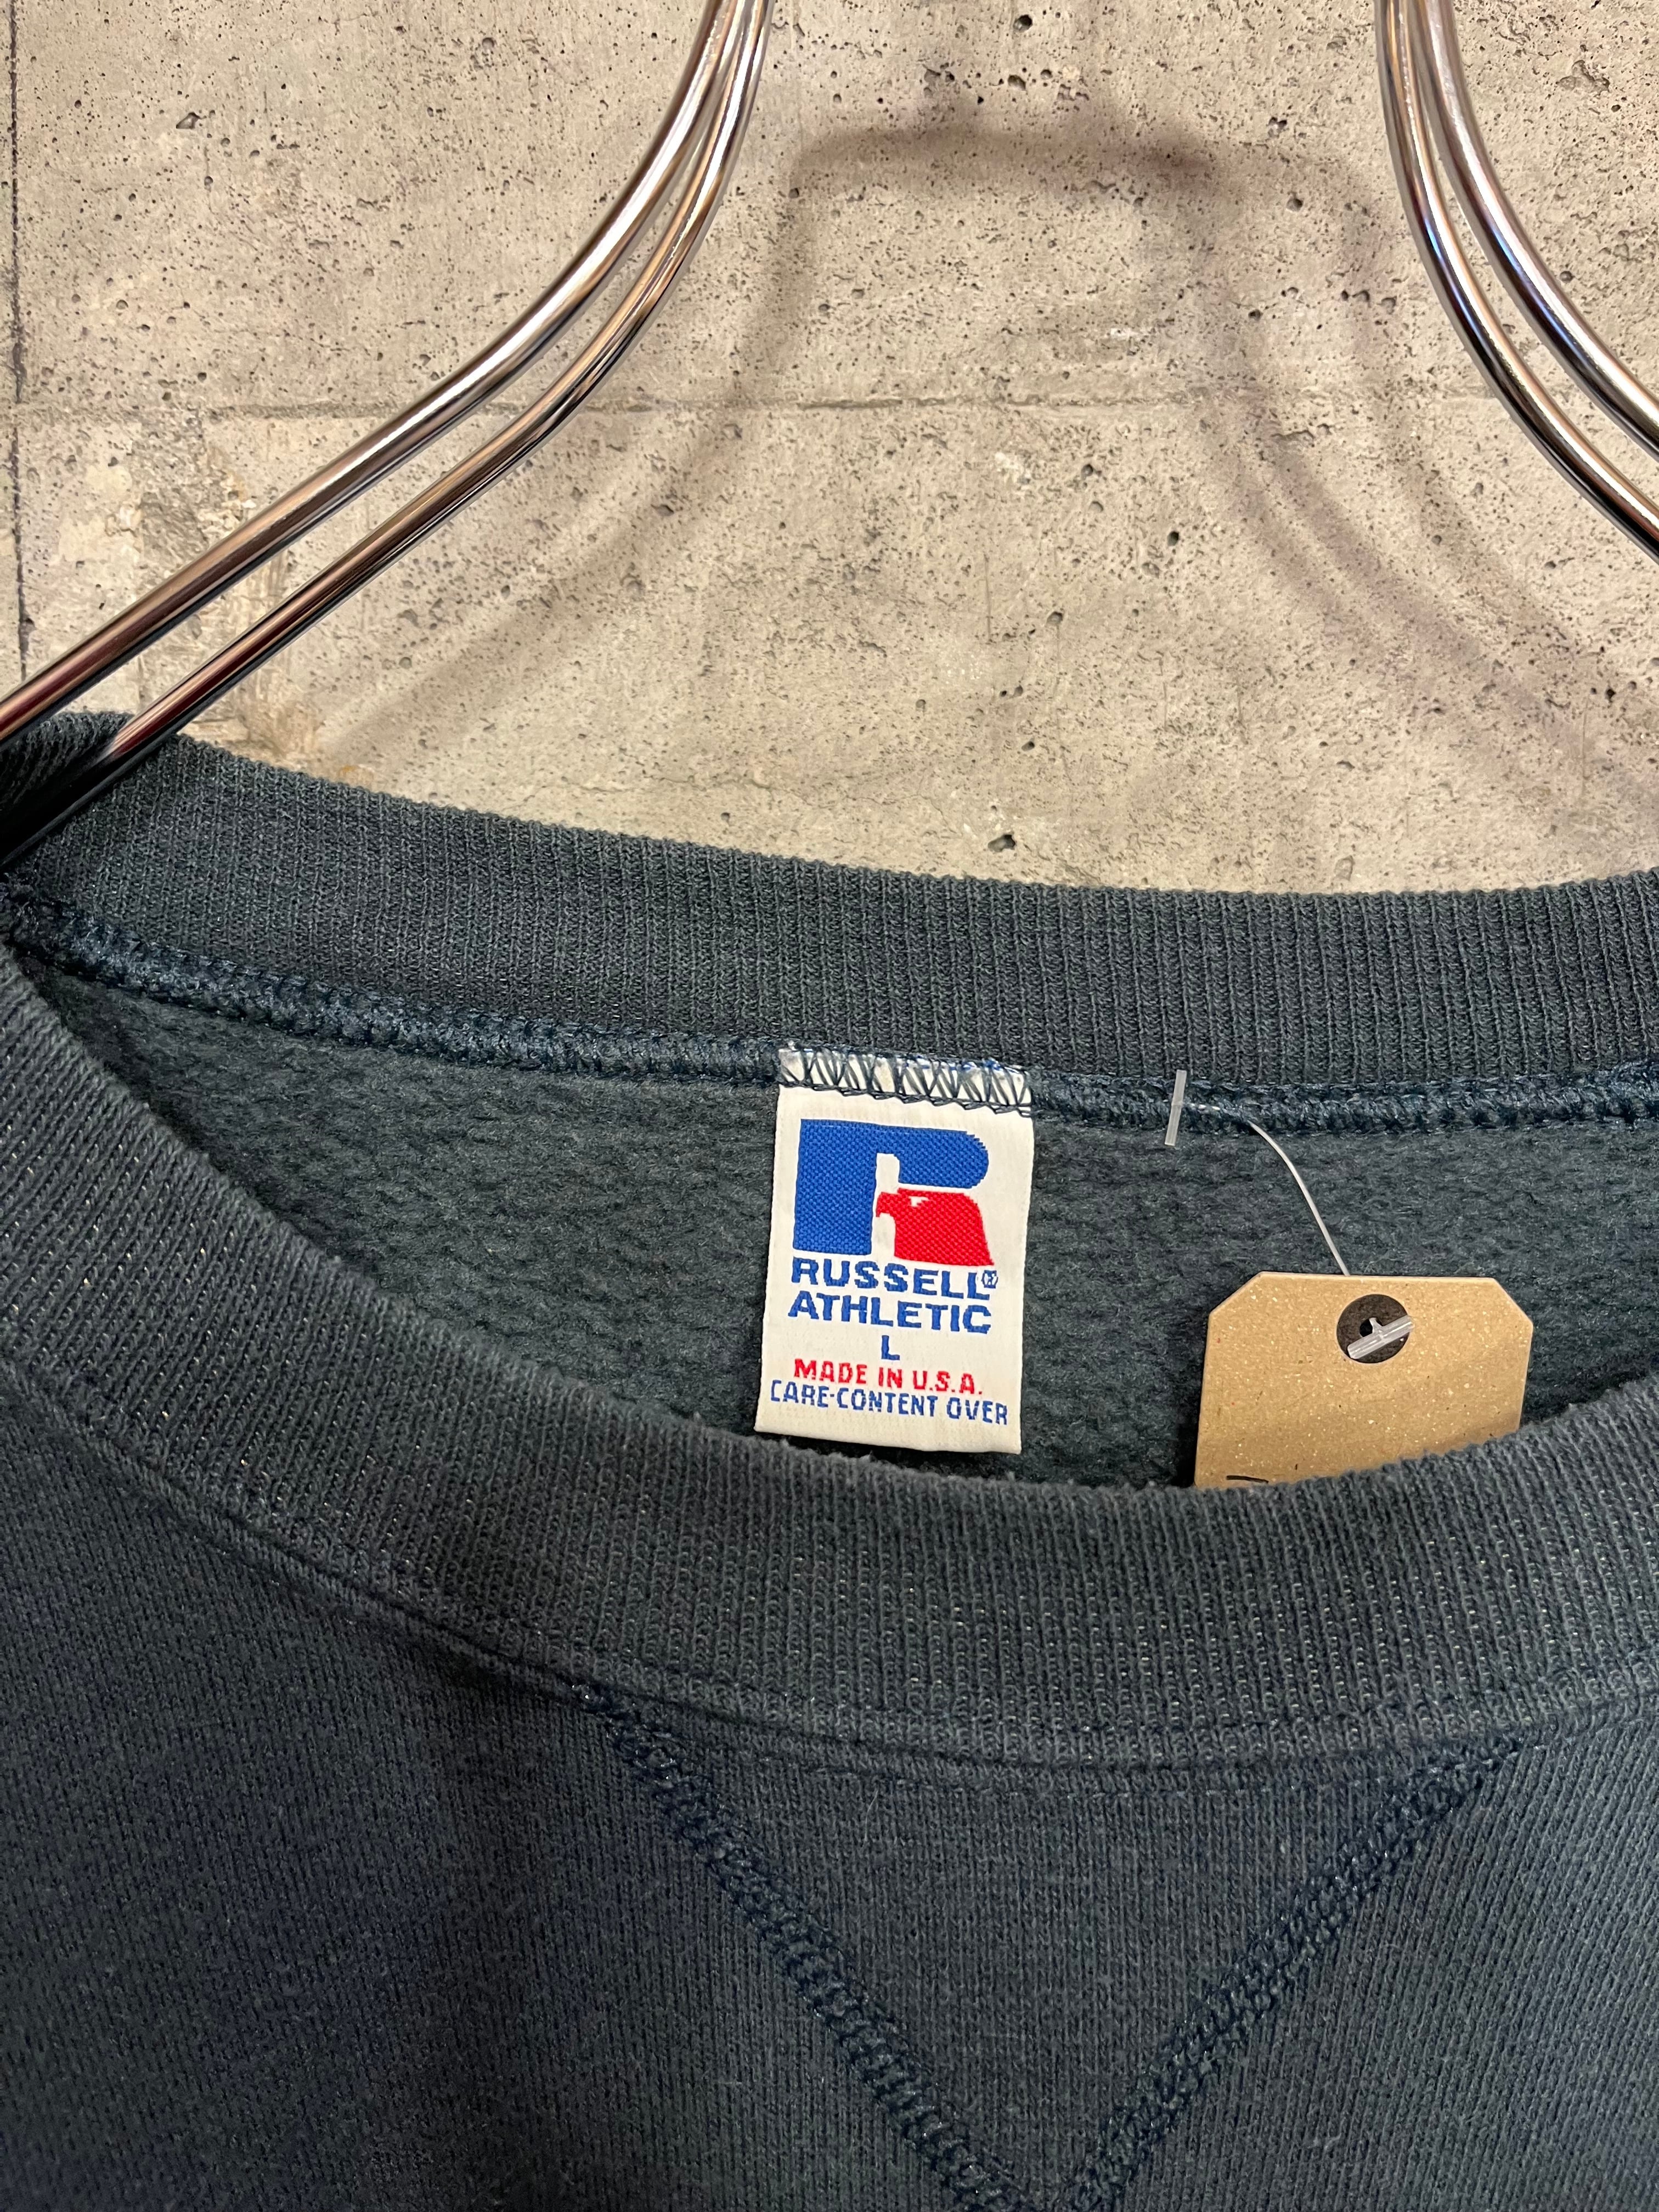 R
RUSSELL®
ATHLETIC
L
MADE IN U.S.A.
CARE-CONTENT OVER